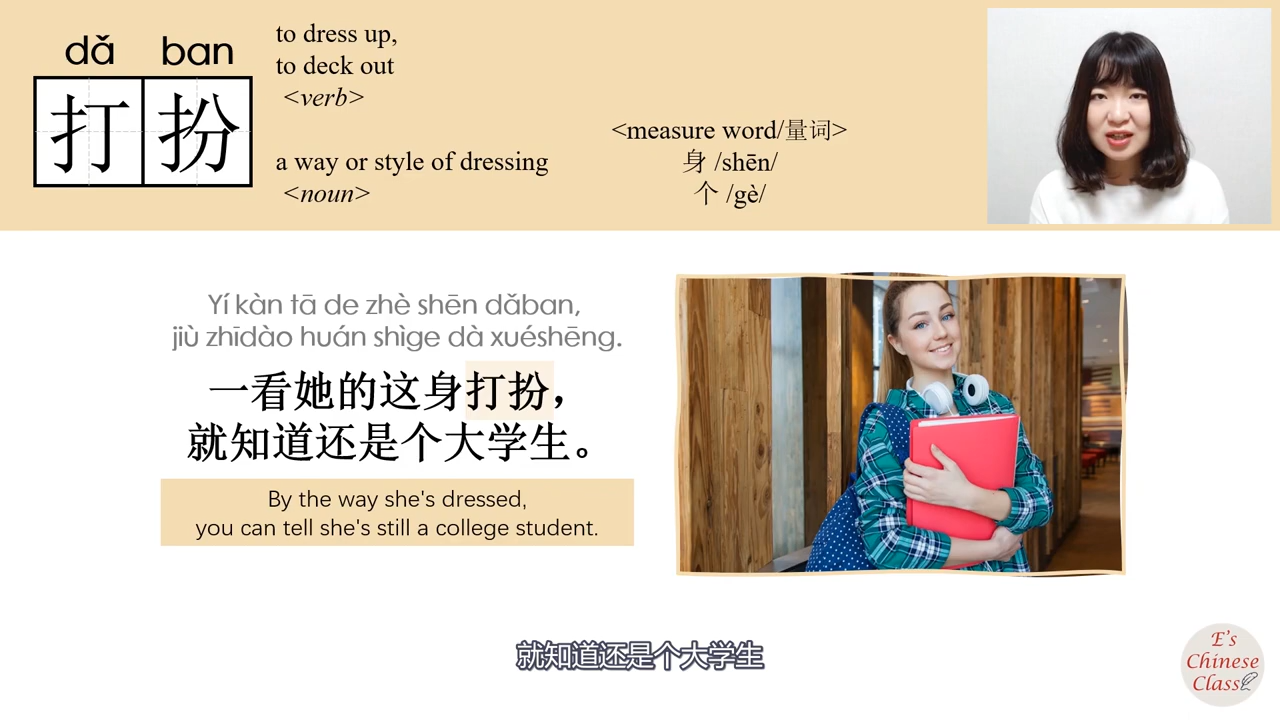 dǎ ban
打扮
to dress up,
to deck out
<verb>
a way or style of dressing
<noun>
<measure word/量词>
身 /shēn/
个 /gè/
Yí kàn tā de zhè shēn dǎban,
jiù zhīdào huán shìge dà xuéshēng.
一看她的这身打扮，
就知道还是个大学生。
By the way she's dressed,
you can tell she's still a college student.
就知道还是个大学生
E's
Chinese
Class